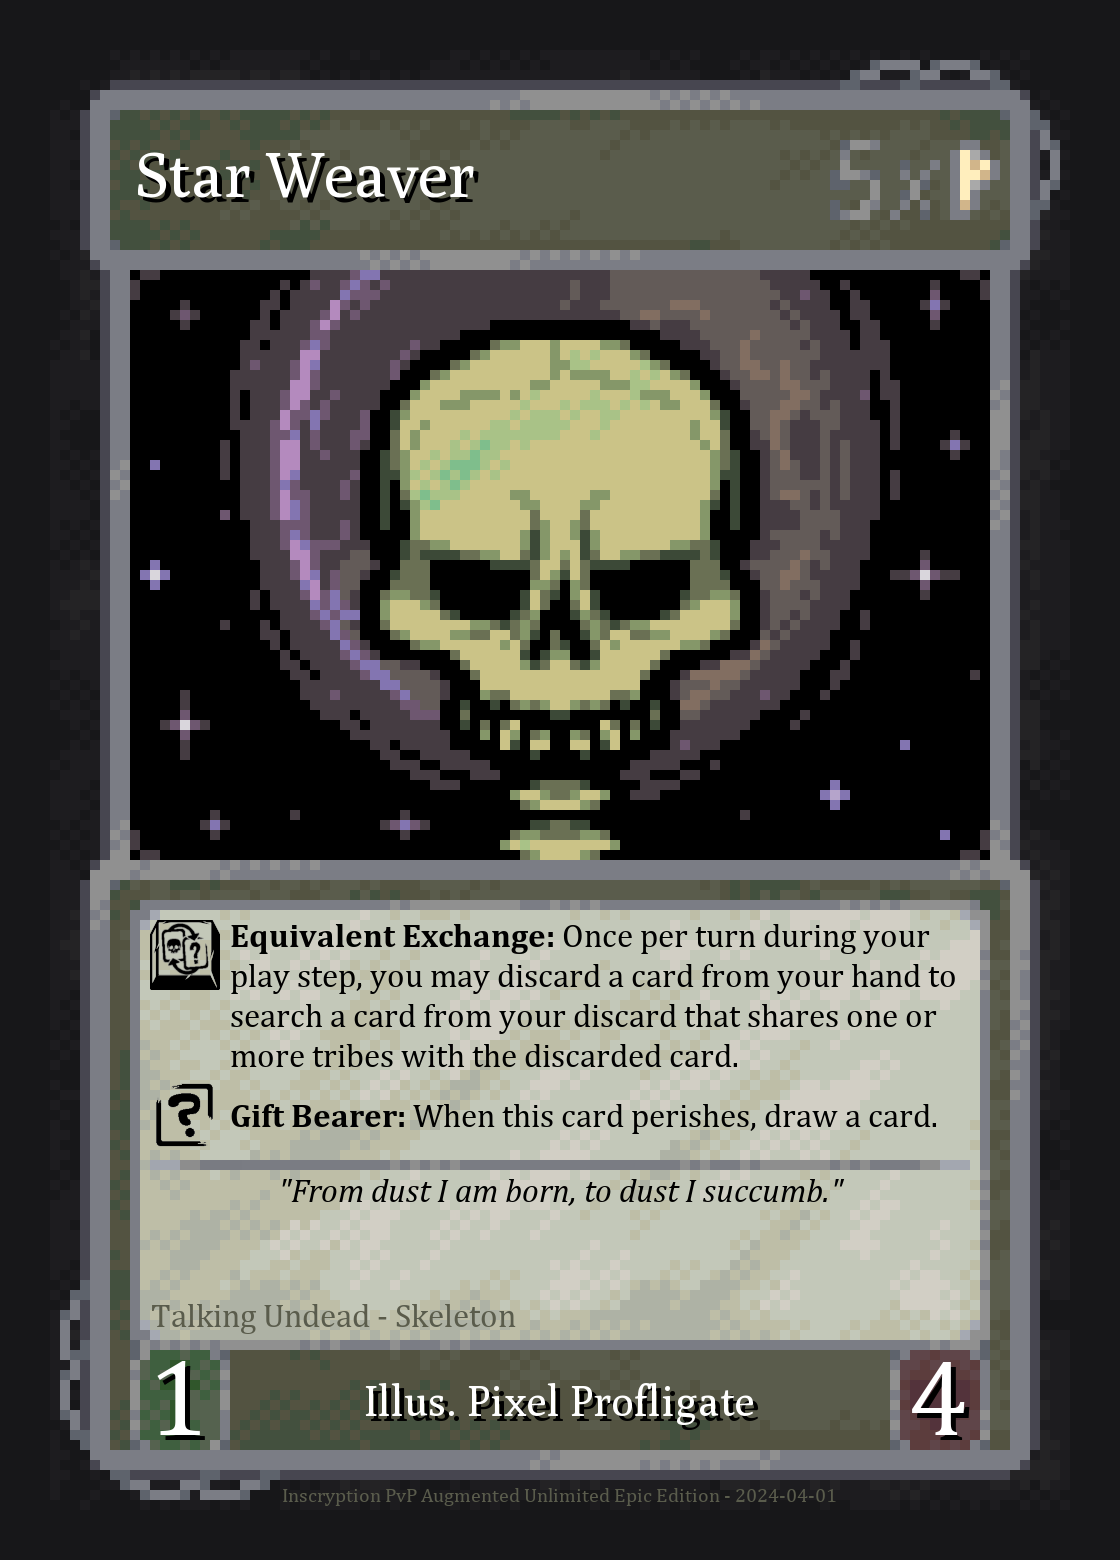 Star Weaver 5x
Equivalent Exchange: Once per turn during your
play step, you may discard a card from your hand to
search a card from your discard that shares one or
more tribes with the discarded card.
?
Gift Bearer: When this card perishes, draw a card.
"From dust I am born, to dust I succumb."
Talking Undead - Skeleton
1 Illus. Pixel Profligate 4
Inscryption PvP Augmented Unlimited Epic Edition - 2024-04-01